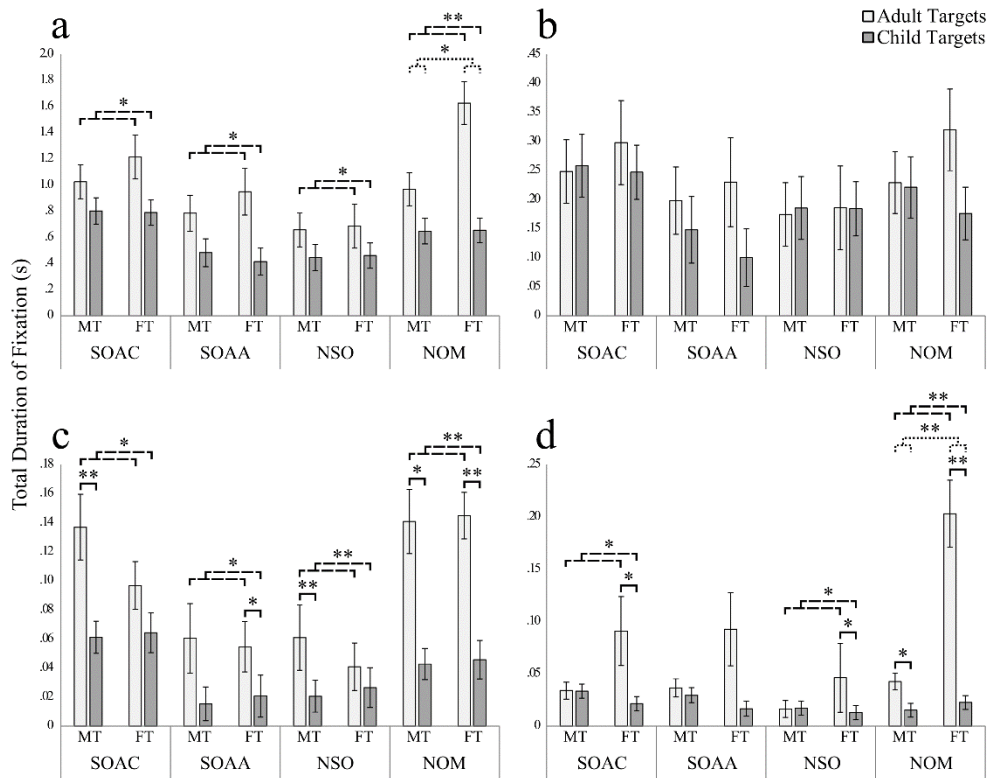 Adult Targets
Child Targets
Total Duration of Fixation (s)
a
2.0
1.8
1.6
1.4
1.2
1.0
.8
.6
.4
.2
0
* * * ** *
MT FT MT FT MT FT MT FT
SOAC SOAA NSO NOM
b
.45
.40
.35
.30
.25
.20
.15
.10
.05
0
MT FT MT FT MT FT MT FT
SOAC SOAA NSO NOM
c
.18
.16
.14
.12
.10
.08
.06
.04
.02
0
* ** * * ** ** ** * **
MT FT MT FT MT FT MT FT
SOAC SOAA NSO NOM
d
.25
.20
.15
.10
.05
0
* * * * ** ** ** *
MT FT MT FT MT FT MT FT
SOAC SOAA NSO NOM